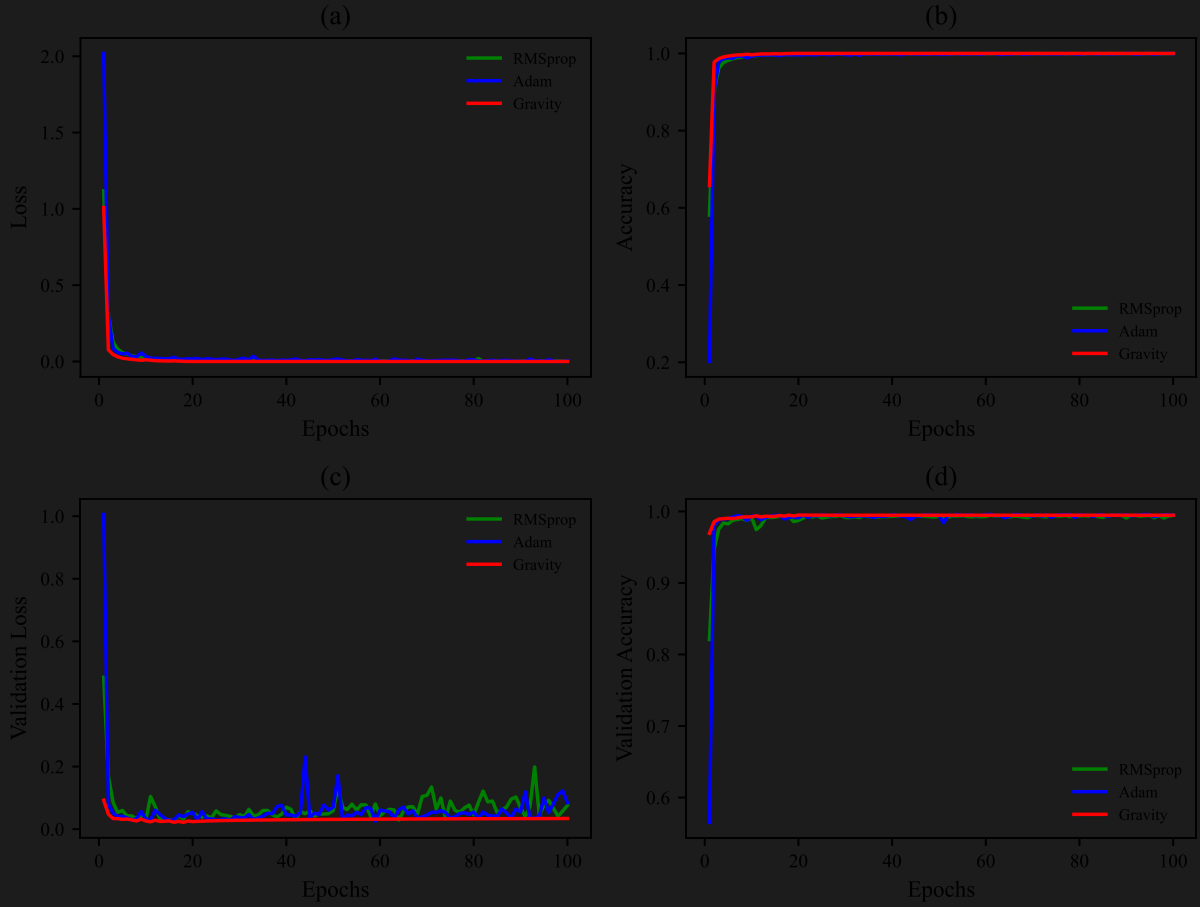 (a)
2.0
1.5
1.0
0.5
0.0
Loss
RMSprop
Adam
Gravity
0 20 40 60 80 100
Epochs
(b)
1.0
0.8
0.6
0.4
0.2
Accuracy
RMSprop
Adam
Gravity
0 20 40 60 80 100
Epochs
(c)
1.0
0.8
0.6
0.4
0.2
0.0
Validation Loss
RMSprop
Adam
Gravity
0 20 40 60 80 100
Epochs
(d)
1.0
0.9
0.8
0.7
0.6
Validation Accuracy
RMSprop
Adam
Gravity
0 20 40 60 80 100
Epochs